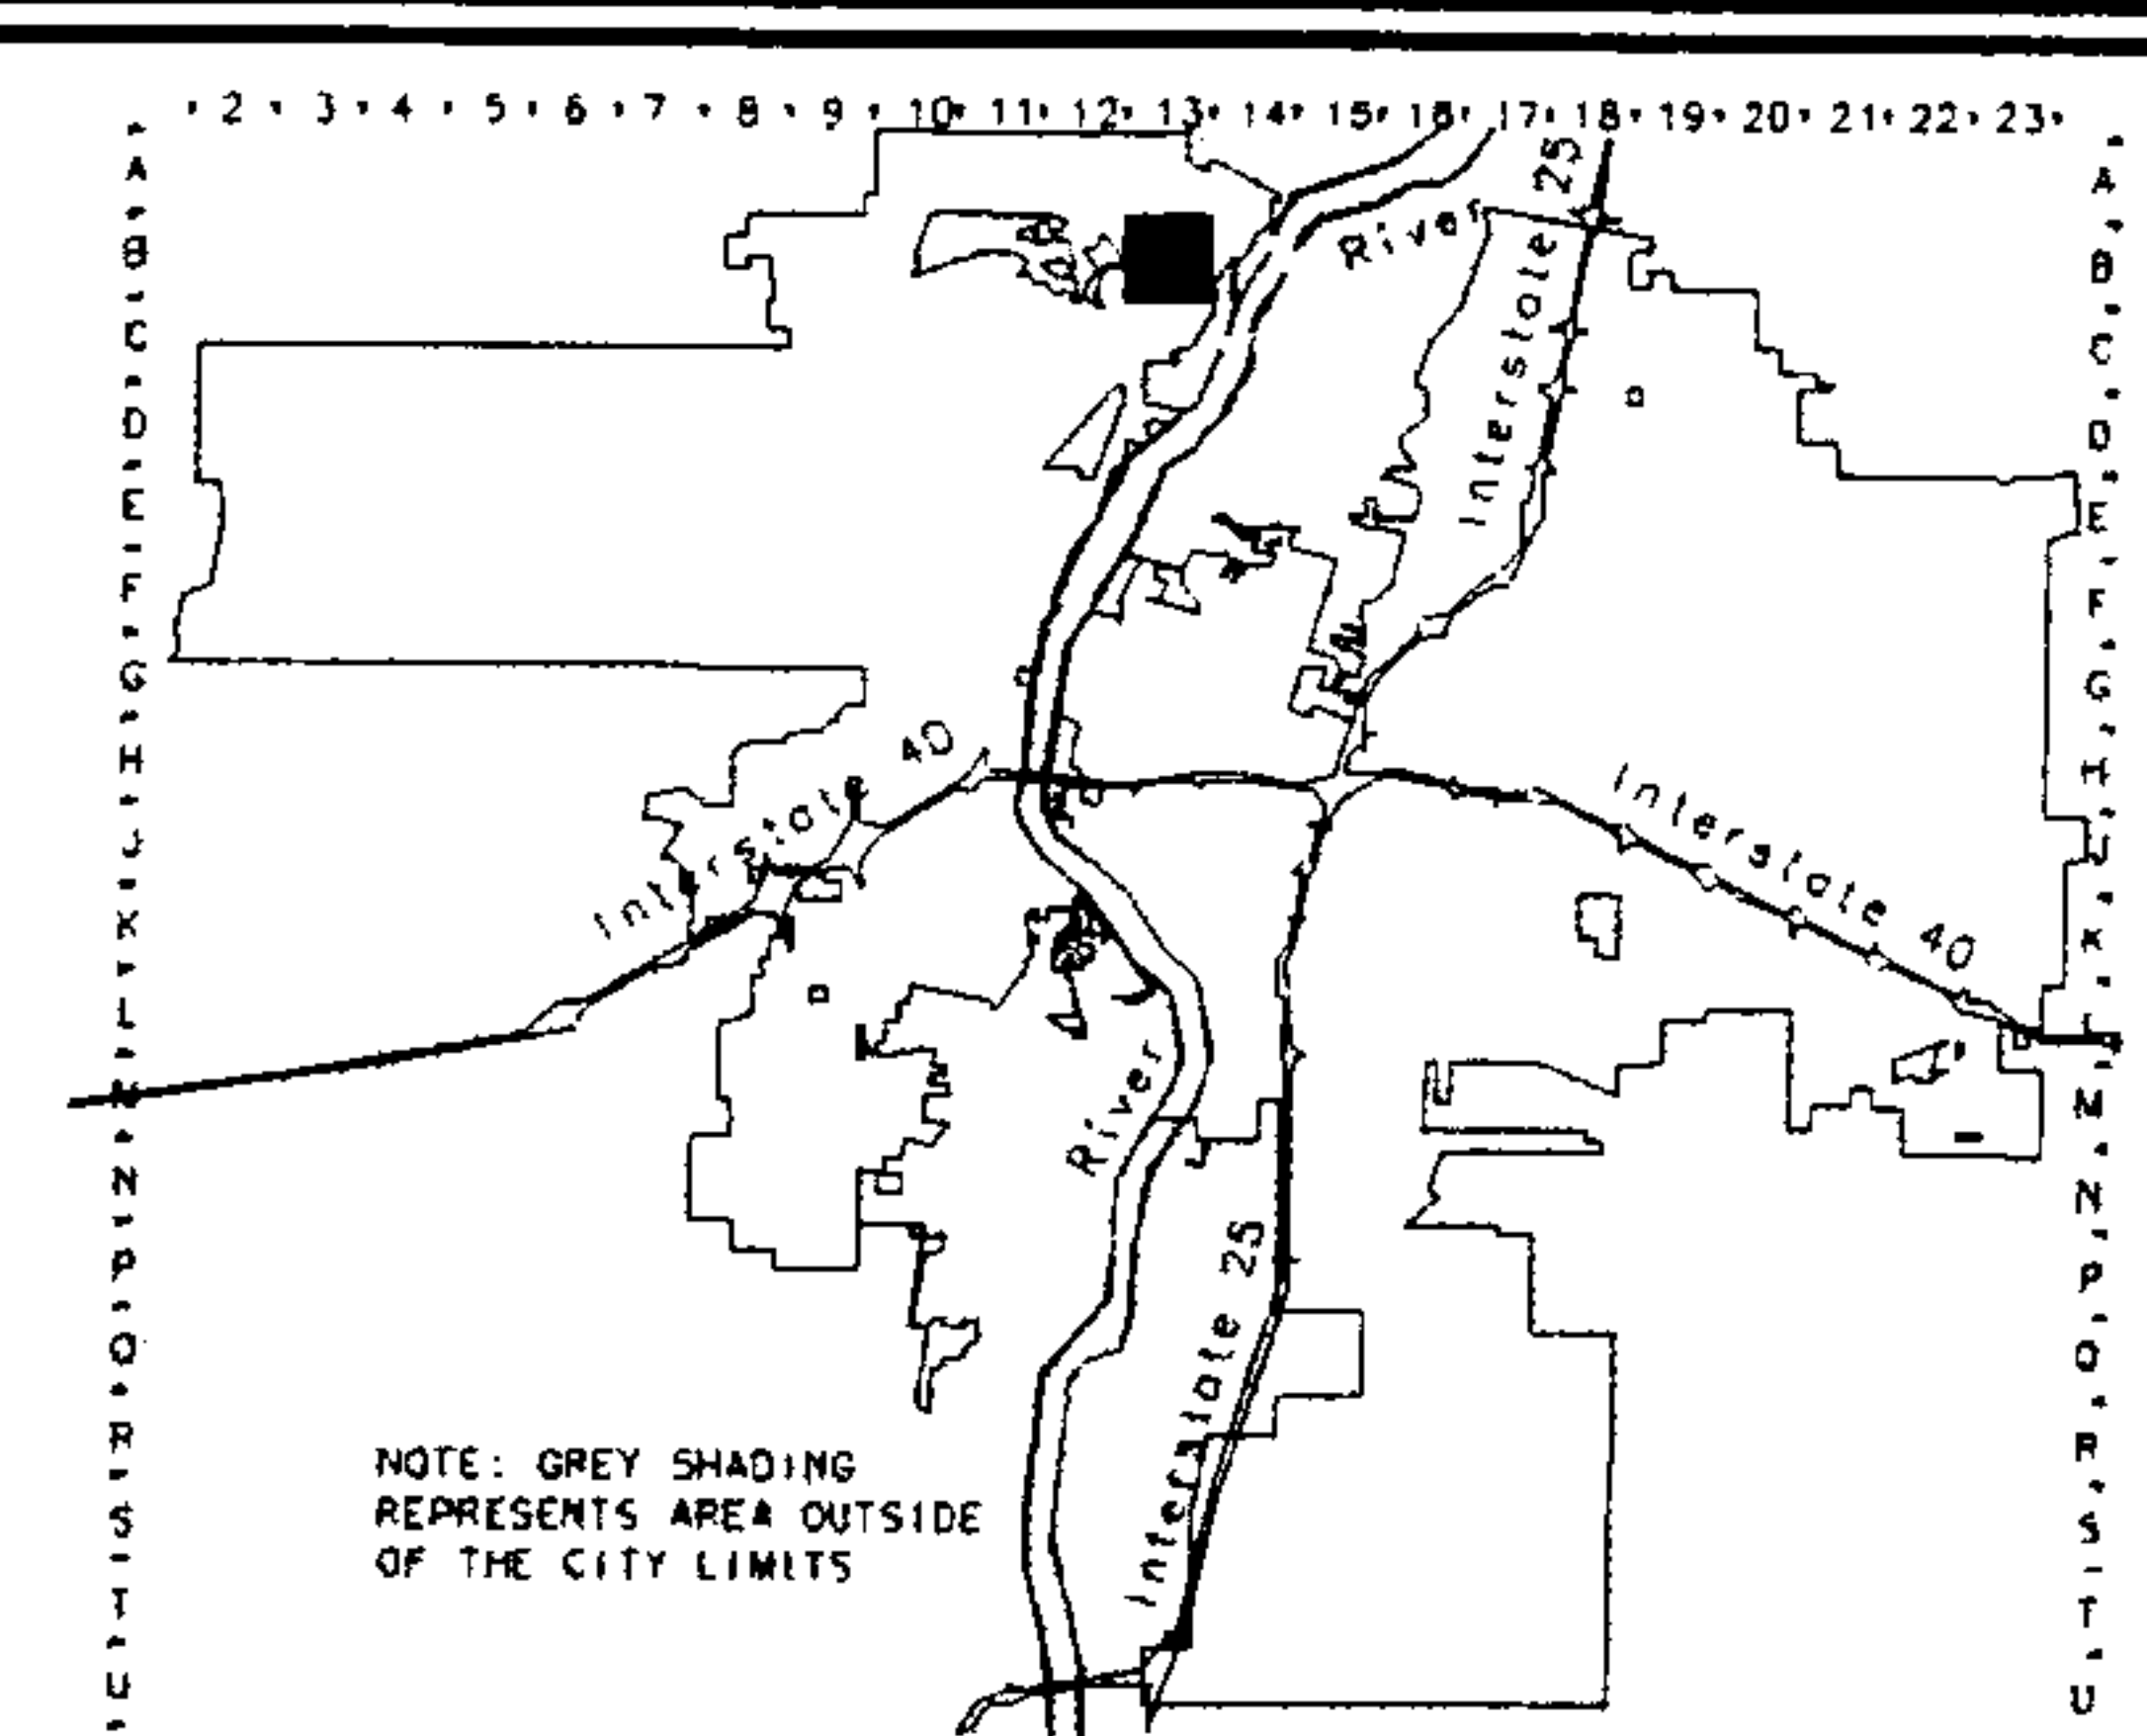 2 3 4 5 6 7 8 9 10 11 12 13 14 15 16 17 18 19 20 21 22 23
A
B
C
D
E
F
G
H
J
K
L
M
N
P
Q
R
S
T
U
A
B
C
D
E
F
G
H
J
K
L
M
N
P
Q
R
S
T
U
River
Interstate 25
Interstate 40
Interstate 40
River
Interstate 25
NOTE: GREY SHADING
REPRESENTS AREA OUTSIDE
OF THE CITY LIMITS